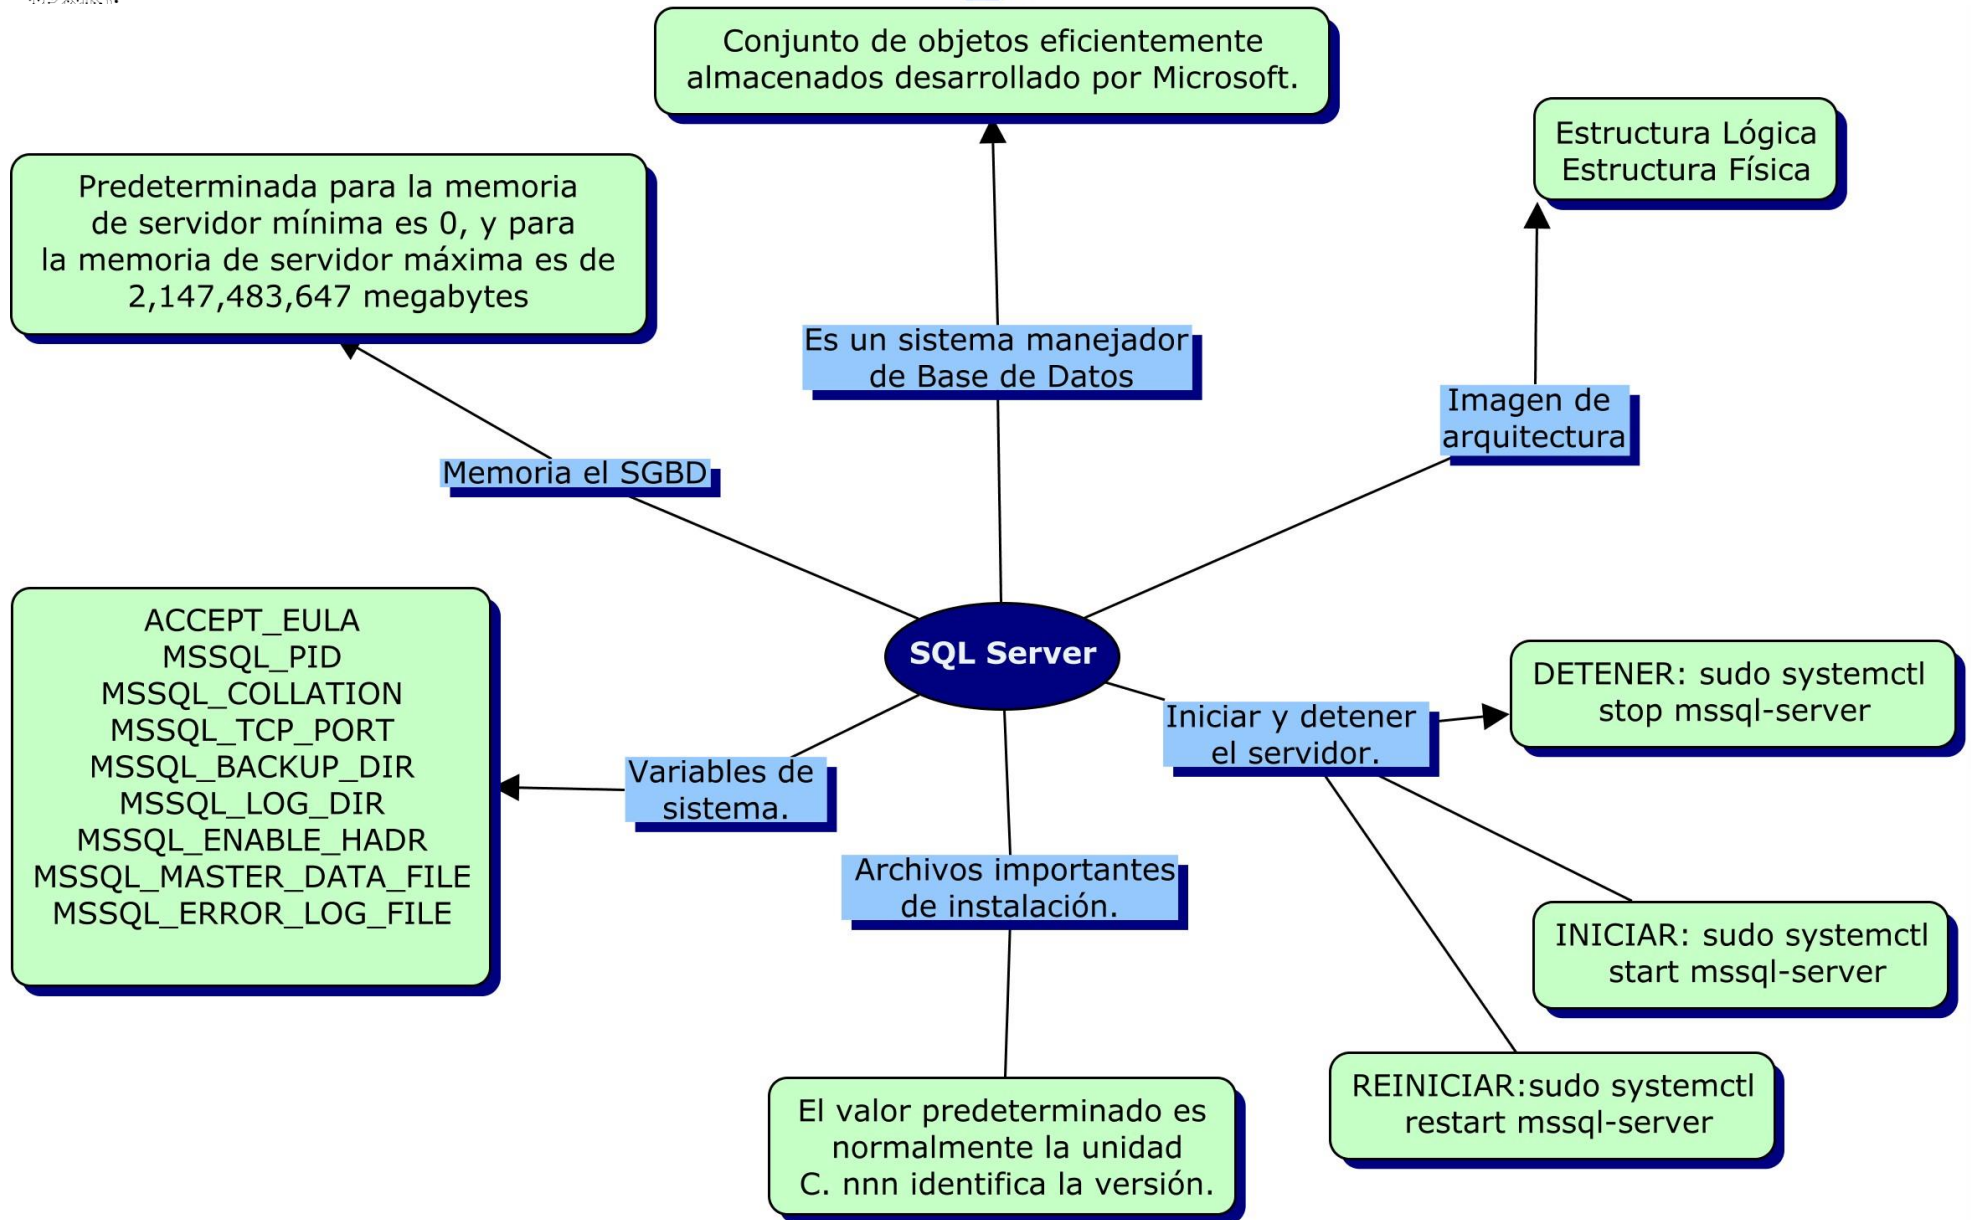 Conjunto de objetos eficientemente
almacenados desarrollado por Microsoft.
Estructura Lógica
Estructura Física
Predeterminada para la memoria
de servidor mínima es 0, y para
la memoria de servidor máxima es de
2,147,483,647 megabytes
Es un sistema manejador
de Base de Datos
Imagen de
arquitectura
Memoria el SGBD
SQL Server
ACCEPT_EULA
MSSQL_PID
MSSQL_COLLATION
MSSQL_TCP_PORT
MSSQL_BACKUP_DIR
MSSQL_LOG_DIR
MSSQL_ENABLE_HADR
MSSQL_MASTER_DATA_FILE
MSSQL_ERROR_LOG_FILE
Variables de
sistema.
Iniciar y detener
el servidor.
DETENER: sudo systemctl
stop mssql-server
Archivos importantes
de instalación.
INICIAR: sudo systemctl
start mssql-server
REINICIAR:sudo systemctl
restart mssql-server
El valor predeterminado es
normalmente la unidad
C. nnn identifica la versión.